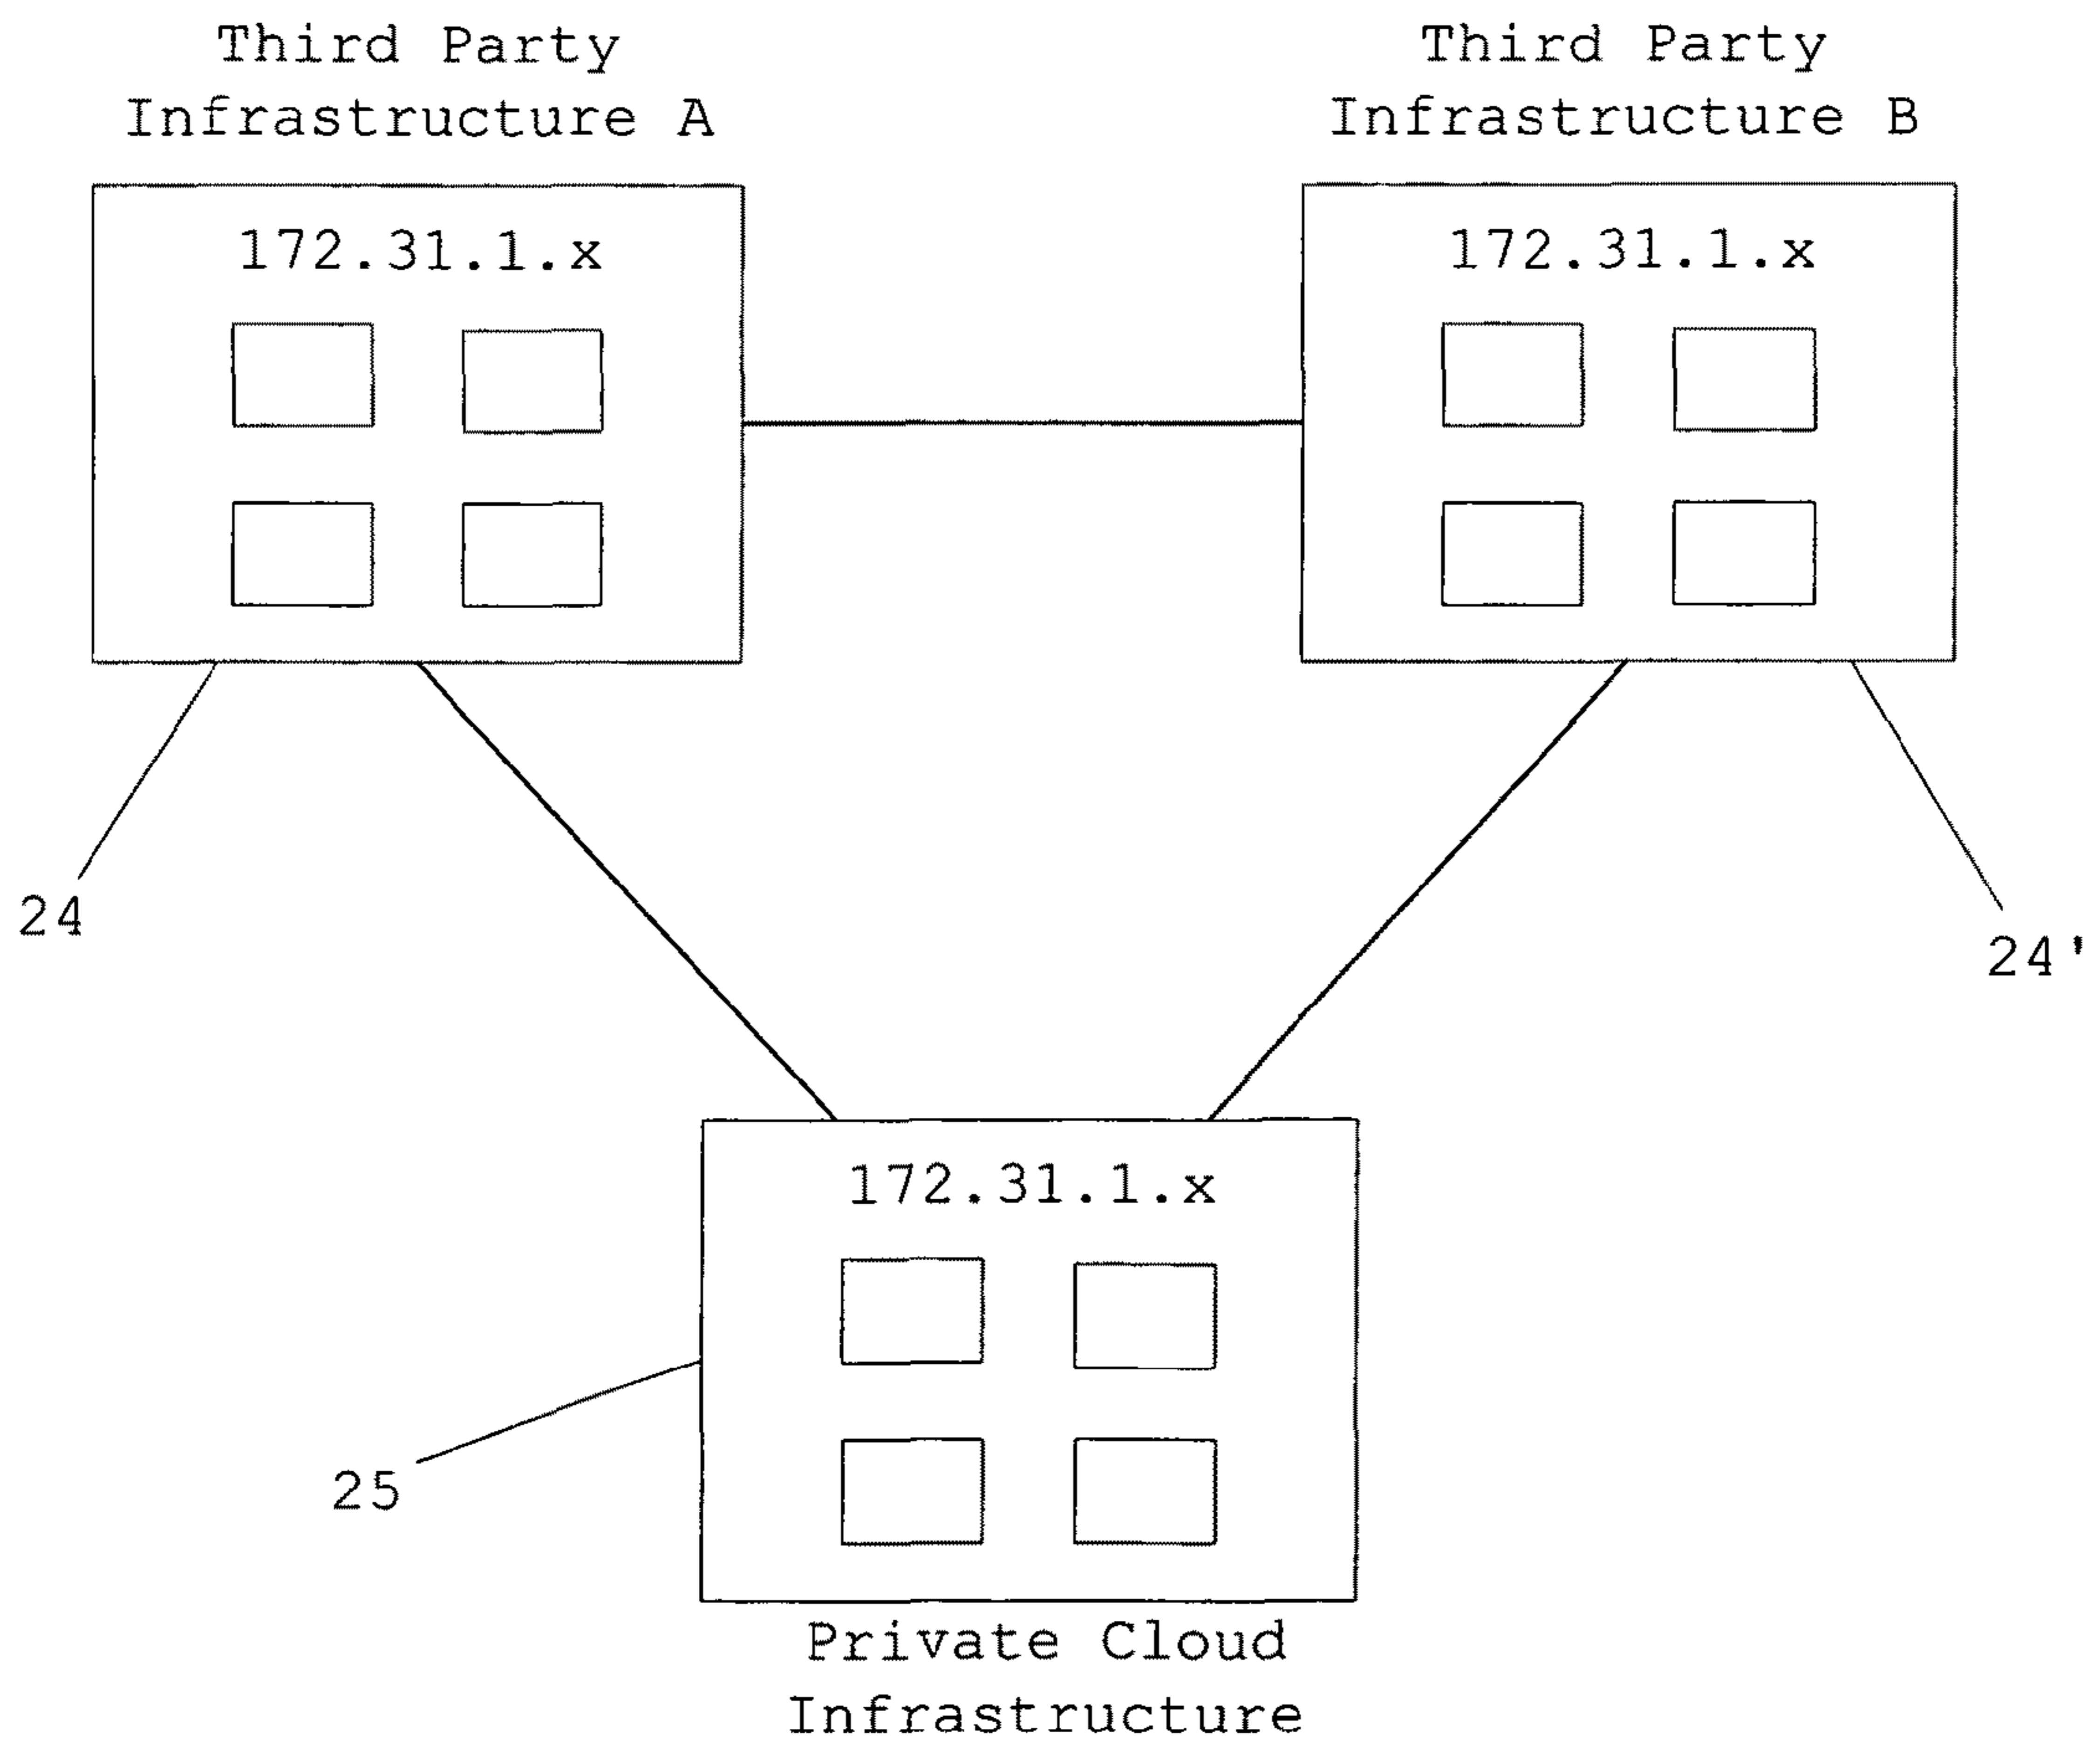 Third Party
Infrastructure A
Third Party
Infrastructure B
172.31.1.x
172.31.1.x
24
24'
172.31.1.x
25
Private Cloud
Infrastructure